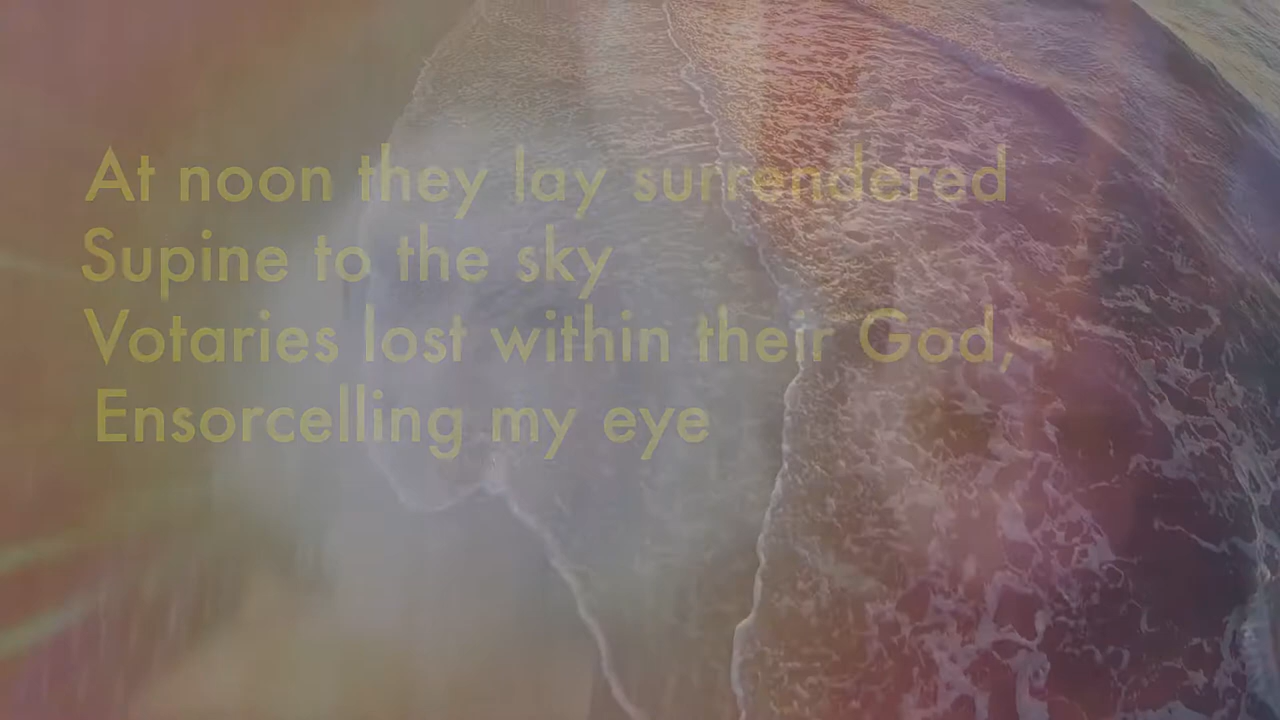 At noon they lay surrendered
Supine to the sky
Votaries lost within their God,
Ensorcelling my eye